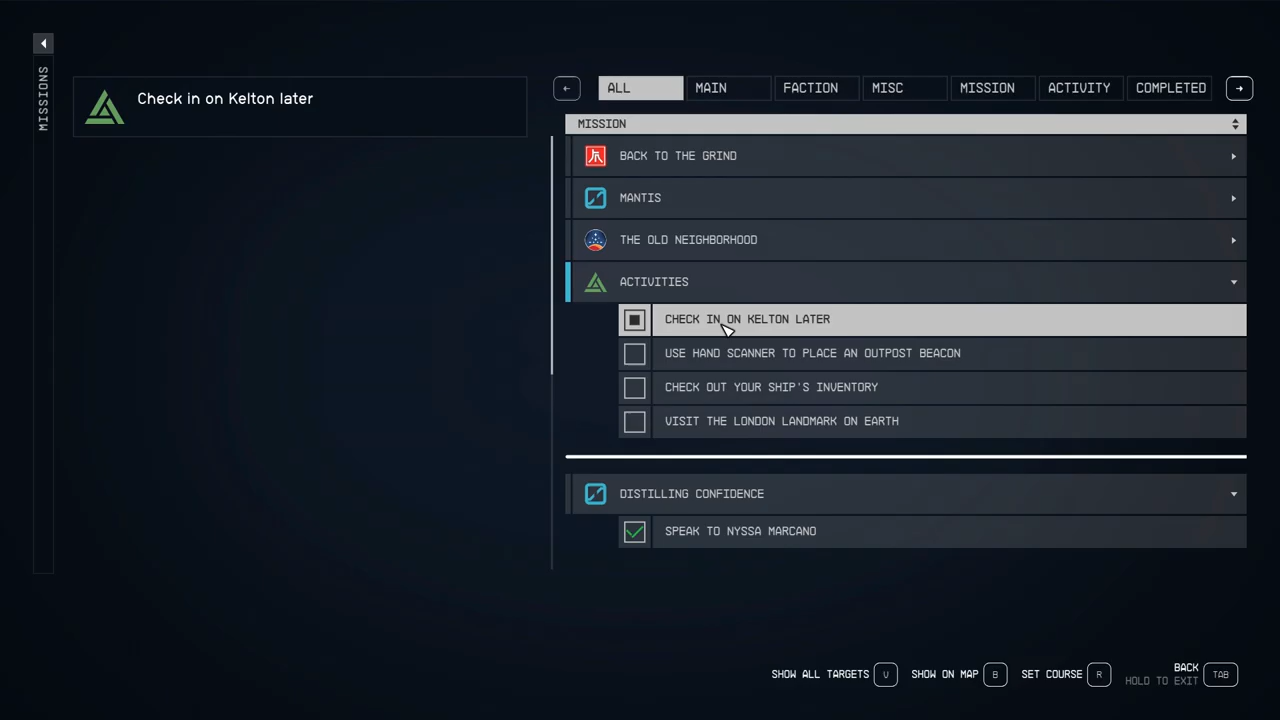 MISSIONS
Check in on Kelton later
ALL MAIN FACTION MISC MISSION ACTIVITY COMPLETED
MISSION
BACK TO THE GRIND
MANTIS
THE OLD NEIGHBORHOOD
ACTIVITIES
CHECK IN ON KELTON LATER
USE HAND SCANNER TO PLACE AN OUTPOST BEACON
CHECK OUT YOUR SHIP'S INVENTORY
VISIT THE LONDON LANDMARK ON EARTH
DISTILLING CONFIDENCE
SPEAK TO NYSSA MARCANO
SHOW ALL TARGETS V SHOW ON MAP B SET COURSE R BACK TAB
HOLD TO EXIT